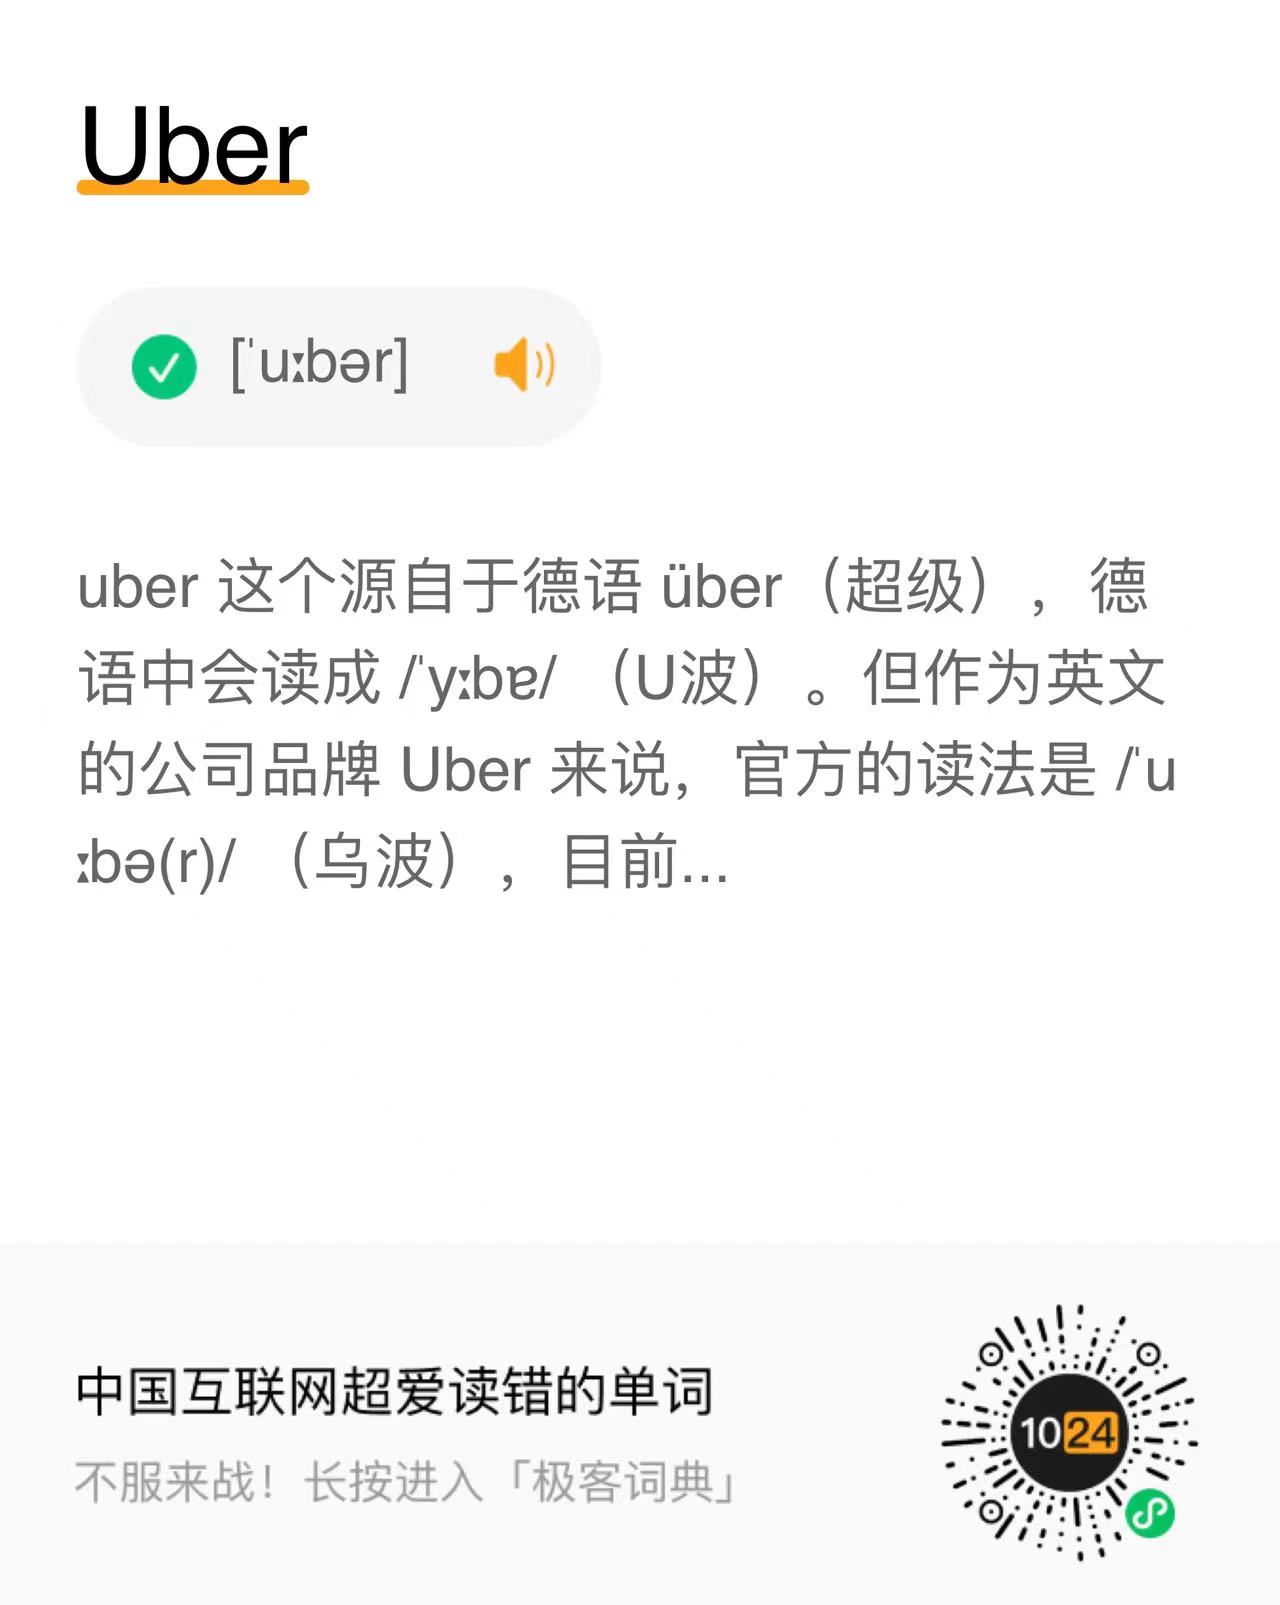 Uber
[ˈuːbər]
uber 这个源自于德语 über（超级），德
语中会读成 /ˈyːbɐ/ （U波）。但作为英文
的公司品牌 Uber 来说，官方的读法是 /ˈu
ːbə(r)/ （乌波），目前...
中国互联网超爱读错的单词
不服来战！长按进入「极客词典」
1024